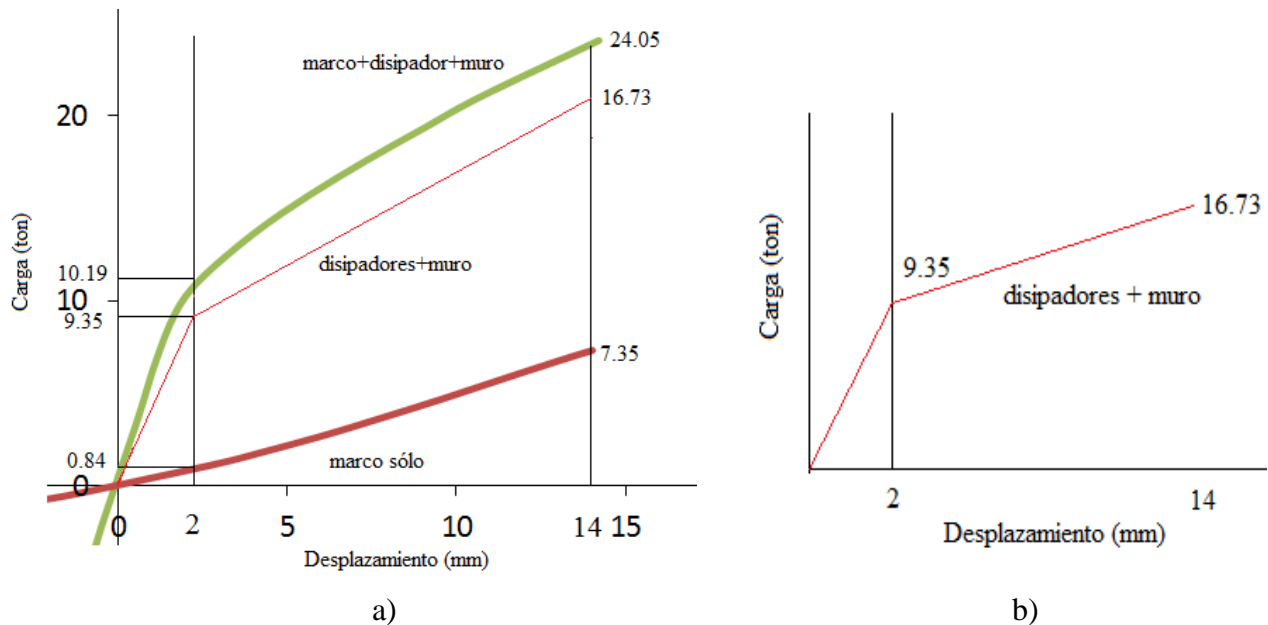 24.05
marco+disipador+muro
16.73
20
Carga (ton)
disipadores+muro
10.19
10
9.35
7.35
0.84
marco sólo
0
0 2 5 10 14 15
Desplazamiento (mm)
a)
16.73
9.35
disipadores + muro
Carga (ton)
2 14
Desplazamiento (mm)
b)